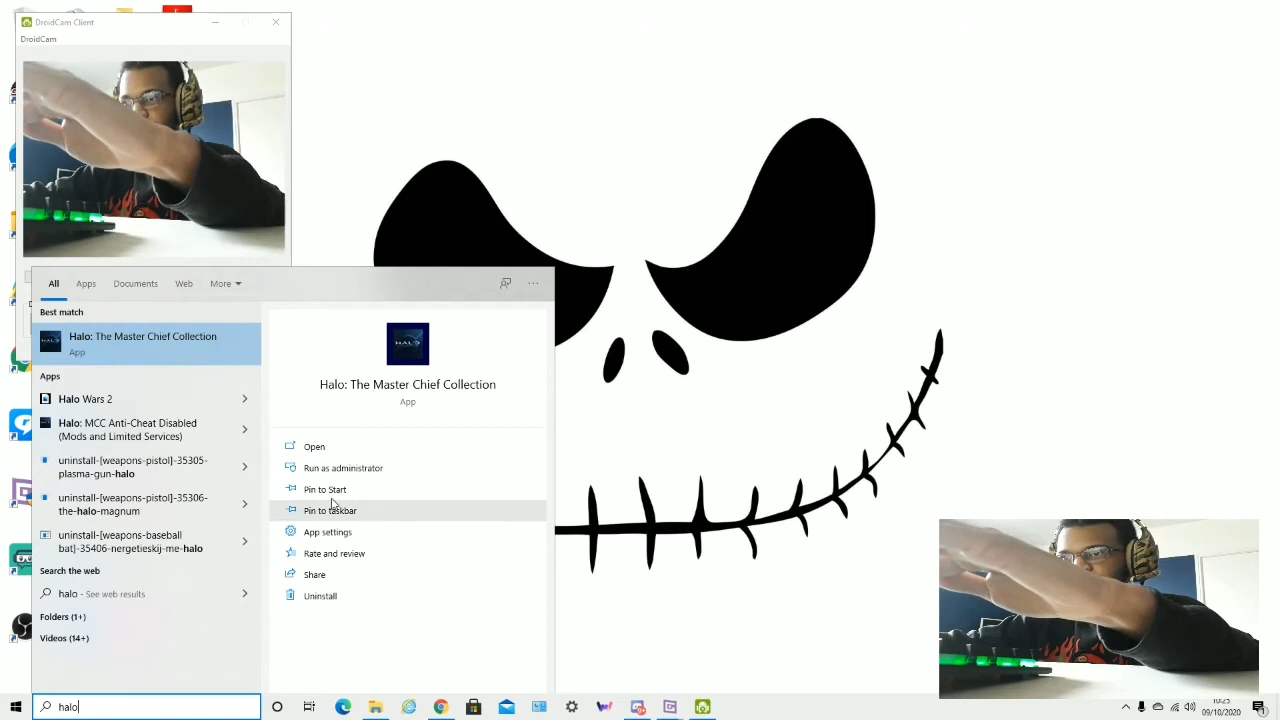 DroidCam Client
DroidCam
All
Apps
Documents
Web
More
Best match
Halo: The Master Chief Collection
App
Apps
Halo Wars 2
Halo: MCC Anti-Cheat Disabled
(Mods and Limited Services)
uninstall-[weapons-pistol]-35305-
plasma-gun-halo
uninstall-[weapons-pistol]-35306-
the-halo-magnum
uninstall-[weapons-baseball
bat]-35406-nergetieskij-me-halo
Search the web
halo - See web results
Folders (1+)
Videos (14+)
HALO
Halo: The Master Chief Collection
App
Open
Run as administrator
Pin to Start
Pin to taskbar
App settings
Rate and review
Share
Uninstall
halo
10:25
09/10/2020